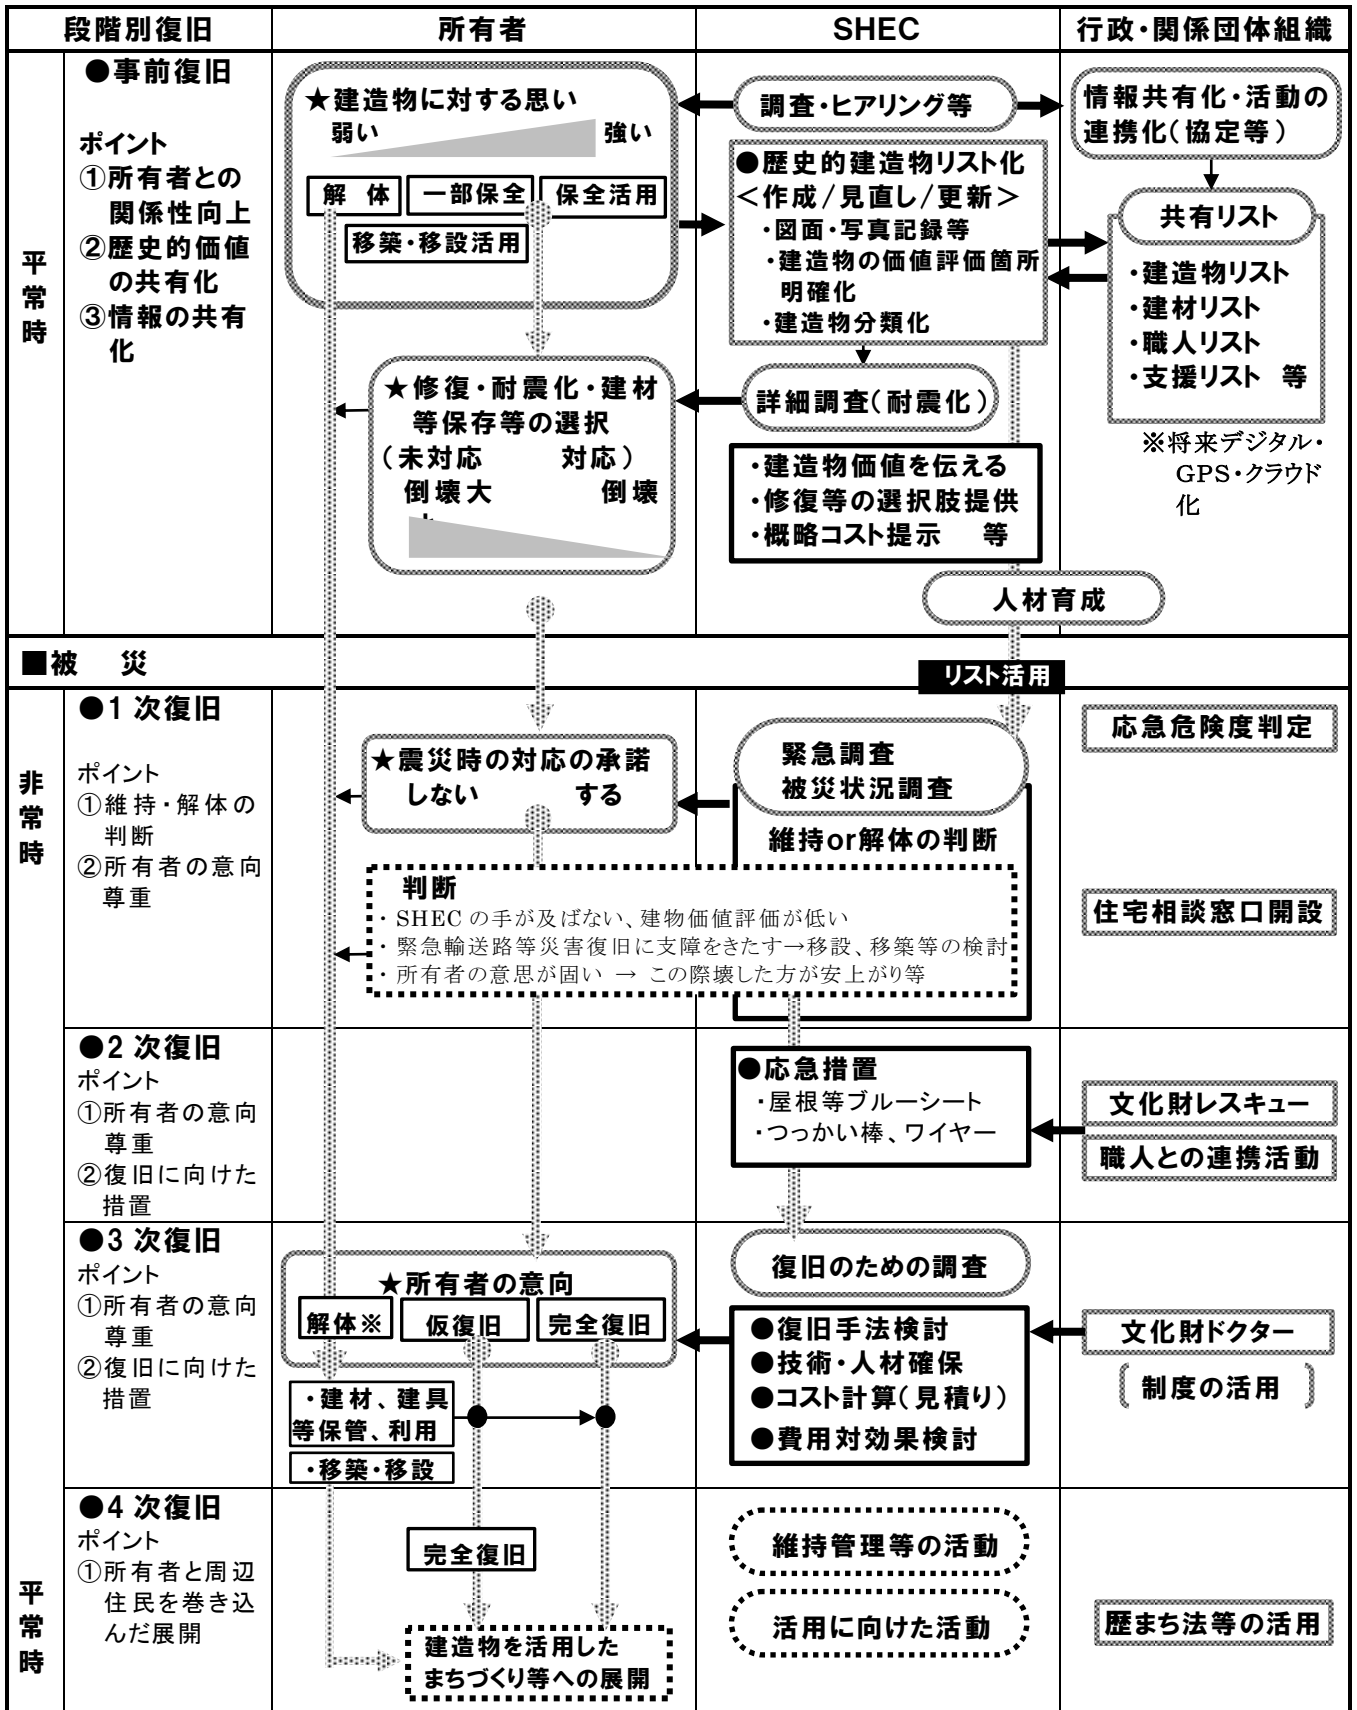 段階別復旧
所有者
SHEC
行政・関係団体組織
平常時
●事前復旧
ポイント
①所有者との
関係性向上
②歴史的価値
の共有化
③情報の共有
化
★建造物に対する思い
弱い
強い
解　体
一部保全
保全活用
移築・移設活用
★修復・耐震化・建材
等保存等の選択
（未対応　　対応）
倒壊大　　　倒壊
調査・ヒアリング等
●歴史的建造物リスト化
＜作成/見直し/更新＞
・図面・写真記録等
・建造物の価値評価箇所
明確化
・建造物分類化
詳細調査（耐震化）
・建造物価値を伝える
・修復等の選択肢提供
・概略コスト提示　等
人材育成
情報共有化・活動の
連携化（協定等）
共有リスト
・建造物リスト
・建材リスト
・職人リスト
・支援リスト　等
※将来デジタル・
GPS・クラウド
化
■被　災
リスト活用
非常時
●1 次復旧
ポイント
①維持・解体の
判断
②所有者の意向
尊重
★震災時の対応の承諾
しない　　する
緊急調査
被災状況調査
維持or解体の判断
判断
・SHEC の手が及ばない、建物価値評価が低い
・緊急輸送路等災害復旧に支障をきたす→移設、移築等の検討
・所有者の意思が固い → この際壊した方が安上がり等
応急危険度判定
住宅相談窓口開設
●2 次復旧
ポイント
①所有者の意向
尊重
②復旧に向けた
措置
●応急措置
・屋根等ブルーシート
・つっかい棒、ワイヤー
文化財レスキュー
職人との連携活動
●3 次復旧
ポイント
①所有者の意向
尊重
②復旧に向けた
措置
★所有者の意向
解体※
仮復旧
完全復旧
・建材、建具
等保管、利用
・移築・移設
復旧のための調査
●復旧手法検討
●技術・人材確保
●コスト計算（見積り）
●費用対効果検討
文化財ドクター
制度の活用
平常時
●4 次復旧
ポイント
①所有者と周辺
住民を巻き込
んだ展開
完全復旧
建造物を活用した
まちづくり等への展開
維持管理等の活動
活用に向けた活動
歴まち法等の活用